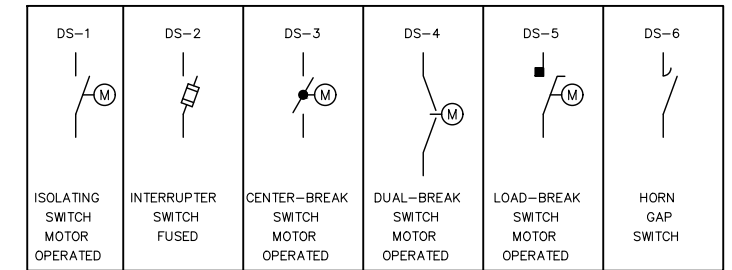 DS-1
DS-2
DS-3
DS-4
DS-5
DS-6
M
M
M
M
ISOLATING
SWITCH
MOTOR
OPERATED
INTERRUPTER
SWITCH
FUSED
CENTER-BREAK
SWITCH
MOTOR
OPERATED
DUAL-BREAK
SWITCH
MOTOR
OPERATED
LOAD-BREAK
SWITCH
MOTOR
OPERATED
HORN
GAP
SWITCH